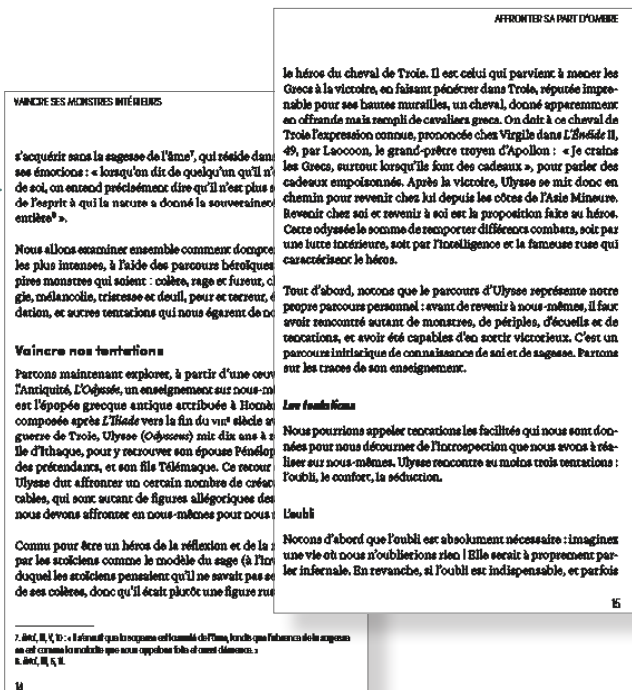 VAINCRE SES MONSTRES INTÉRIEURS
s'acquérir sans la sagesse de l'âme⁷, qui réside dans
ses émotions : « lorsqu'on dit de quelqu'un qu'il n'e
de soi, on entend précisément dire qu'il n'est plus s
de l'esprit à qui la nature a donné la souveraineté
entière⁸ ».
Nous allons examiner ensemble comment dompter
les plus intenses, à l'aide des parcours héroïques
pires monstres qui soient : colère, rage et fureur, c
gie, mélancolie, tristesse et deuil, peur et terreur, é
dation, et autres tentations qui nous égarent de no
Vaincre nos tentations
Partons maintenant explorer, à partir d'une œuv
l'Antiquité, L'Odyssée, un enseignement sur nous-m
est l'épopée grecque antique attribuée à Homèr
composée après L'Iliade vers la fin du VIIIᵉ siècle av
guerre de Troie, Ulysse (Odysseus) mit dix ans à r
île d'Ithaque, pour y retrouver son épouse Pénélop
des prétendants, et son fils Télémaque. Ce retour
Ulysse dut affronter un certain nombre de créat
tables, qui sont autant de figures allégoriques des
nous devons affronter en nous-mêmes pour nous
Connu pour être un héros de la réflexion et de la
par les stoïciens comme le modèle du sage (à l'inv
duquel les stoïciens pensaient qu'il ne savait pas se
de ses colères, donc qu'il était plutôt une figure rus
7. Ibid., III, V, 10 : « Il s'ensuit que la sagesse est la santé de l'âme, tandis que l'absence de la sagesse
en est comme la maladie que nous appelons folie et aussi démence. »
8. Ibid., III, 5, 11.
14
AFFRONTER SA PART D'OMBRE
le héros du cheval de Troie. Il est celui qui parvient à mener les
Grecs à la victoire, en faisant pénétrer dans Troie, réputée impre-
nable pour ses hautes murailles, un cheval, donné apparemment
en offrande mais rempli de cavaliers grecs. On doit à ce cheval de
Troie l'expression connue, prononcée chez Virgile dans L'Énéide II,
49, par Laocoon, le grand-prêtre troyen d'Apollon : « Je crains
les Grecs, surtout lorsqu'ils font des cadeaux », pour parler des
cadeaux empoisonnés. Après la victoire, Ulysse se mit donc en
chemin pour revenir chez lui depuis les côtes de l'Asie Mineure.
Revenir chez soi et revenir à soi est la proposition faite au héros.
Cette odyssée le somme de remporter différents combats, soit par
une lutte intérieure, soit par l'intelligence et la fameuse ruse qui
caractérisent le héros.
Tout d'abord, notons que le parcours d'Ulysse représente notre
propre parcours personnel : avant de revenir à nous-mêmes, il faut
avoir rencontré autant de monstres, de périples, d'écueils et de
tentations, et avoir été capables d'en sortir victorieux. C'est un
parcours initiatique de connaissance de soi et de sagesse. Partons
sur les traces de son enseignement.
Les tentations
Nous pourrions appeler tentations les facilités qui nous sont don-
nées pour nous détourner de l'introspection que nous avons à réa-
liser sur nous-mêmes. Ulysse rencontre au moins trois tentations :
l'oubli, le confort, la séduction.
L'oubli
Notons d'abord que l'oubli est absolument nécessaire : imaginez
une vie où nous n'oublierions rien ! Elle serait à proprement par-
ler infernale. En revanche, si l'oubli est indispensable, et parfois
15